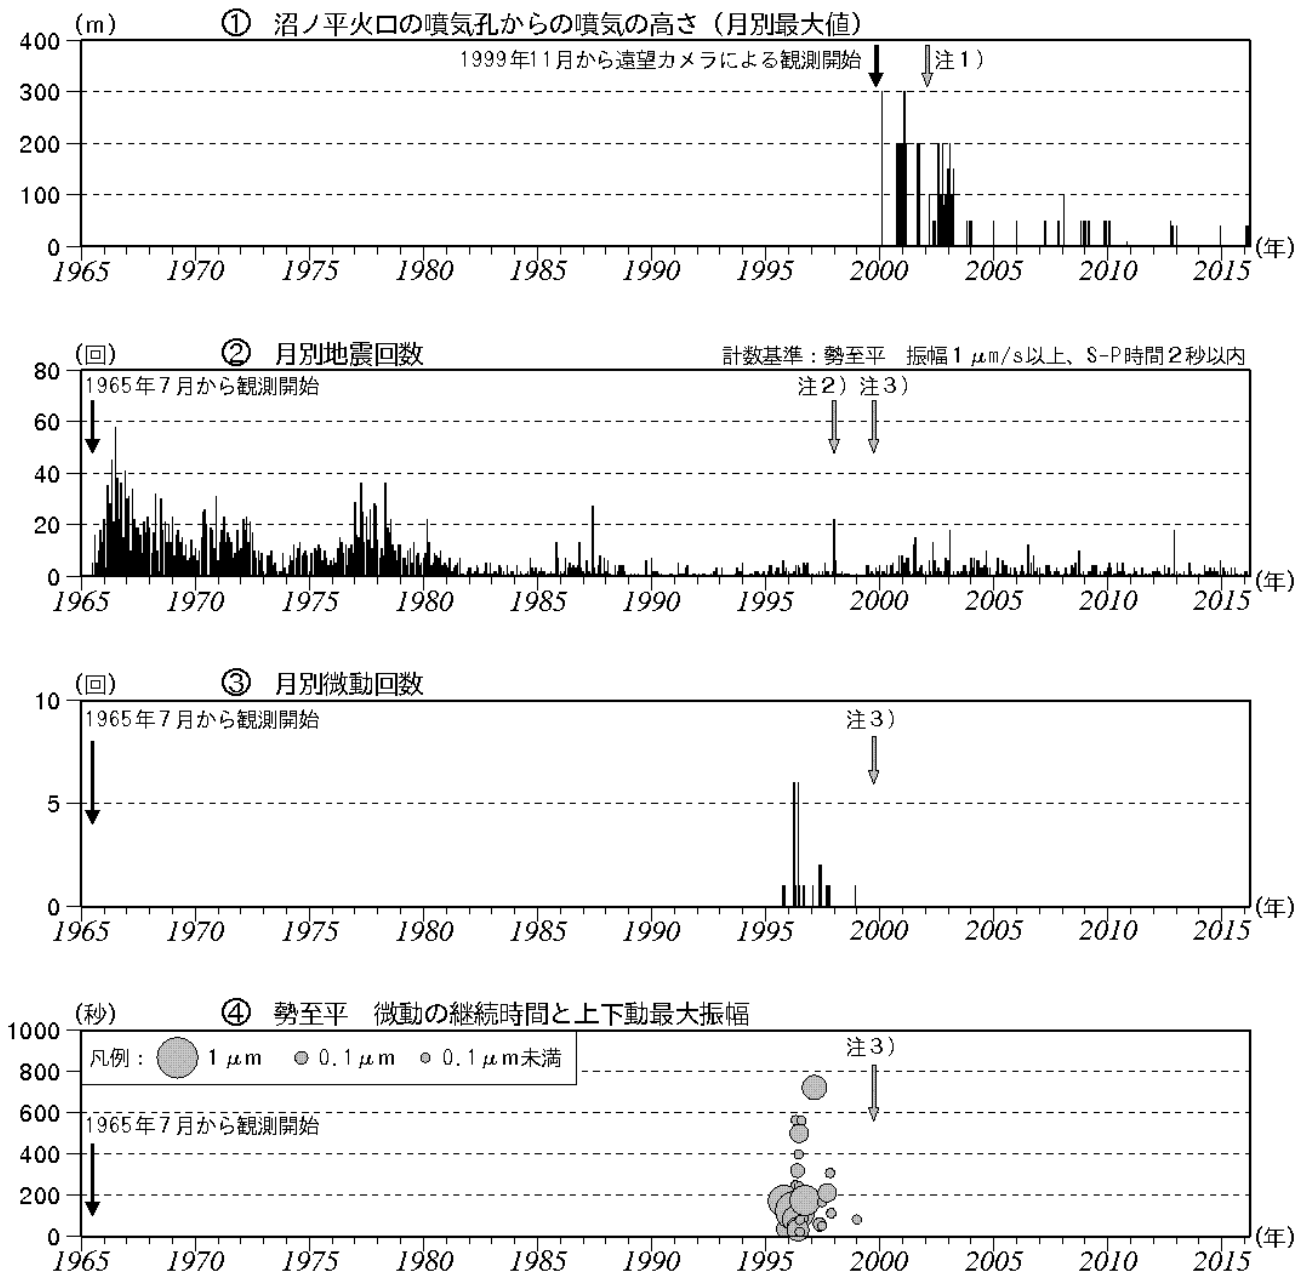 (m) ① 沼ノ平火口の噴気孔からの噴気の高さ（月別最大値）
400
1999年11月から遠望カメラによる観測開始 注1）
300
200
100
0
1965 1970 1975 1980 1985 1990 1995 2000 2005 2010 2015 (年)
(回) ② 月別地震回数 計数基準：勢至平 振幅1μm/s以上、S-P時間2秒以内
80
1965年7月から観測開始 注2） 注3）
60
40
20
0
1965 1970 1975 1980 1985 1990 1995 2000 2005 2010 2015 (年)
(回) ③ 月別微動回数
10
1965年7月から観測開始 注3）
5
0
1965 1970 1975 1980 1985 1990 1995 2000 2005 2010 2015 (年)
(秒) ④ 勢至平 微動の継続時間と上下動最大振幅
1000
凡例： 1μm 0.1μm 0.1μm未満 注3）
800
600
1965年7月から観測開始
400
200
0
1965 1970 1975 1980 1985 1990 1995 2000 2005 2010 2015 (年)